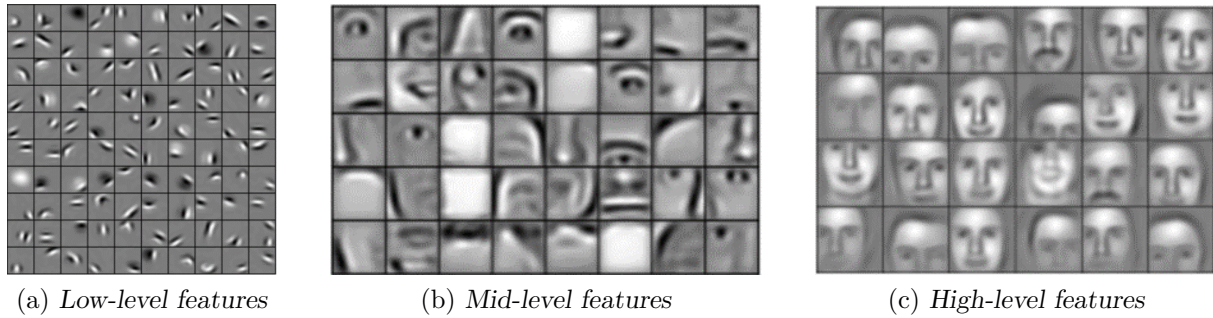 (a) Low-level features
(b) Mid-level features
(c) High-level features